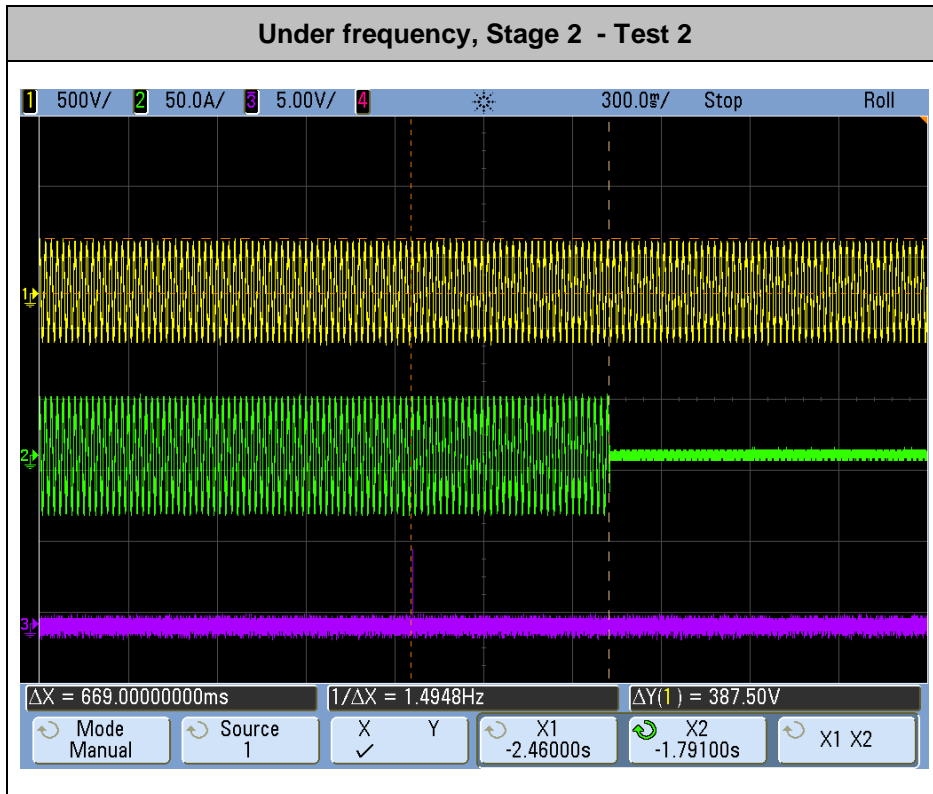 Under frequency, Stage 2 - Test 2
1 500V/ 2 50.0A/ 3 5.00V/ 4 300.0ms/ Stop Roll
1
2
3
ΔX = 669.00000000ms 1/ΔX = 1.4948Hz ΔY(1) = 387.50V
Mode Source X Y X1 X2 X1 X2
Manual 1 ✓ -2.46000s -1.79100s